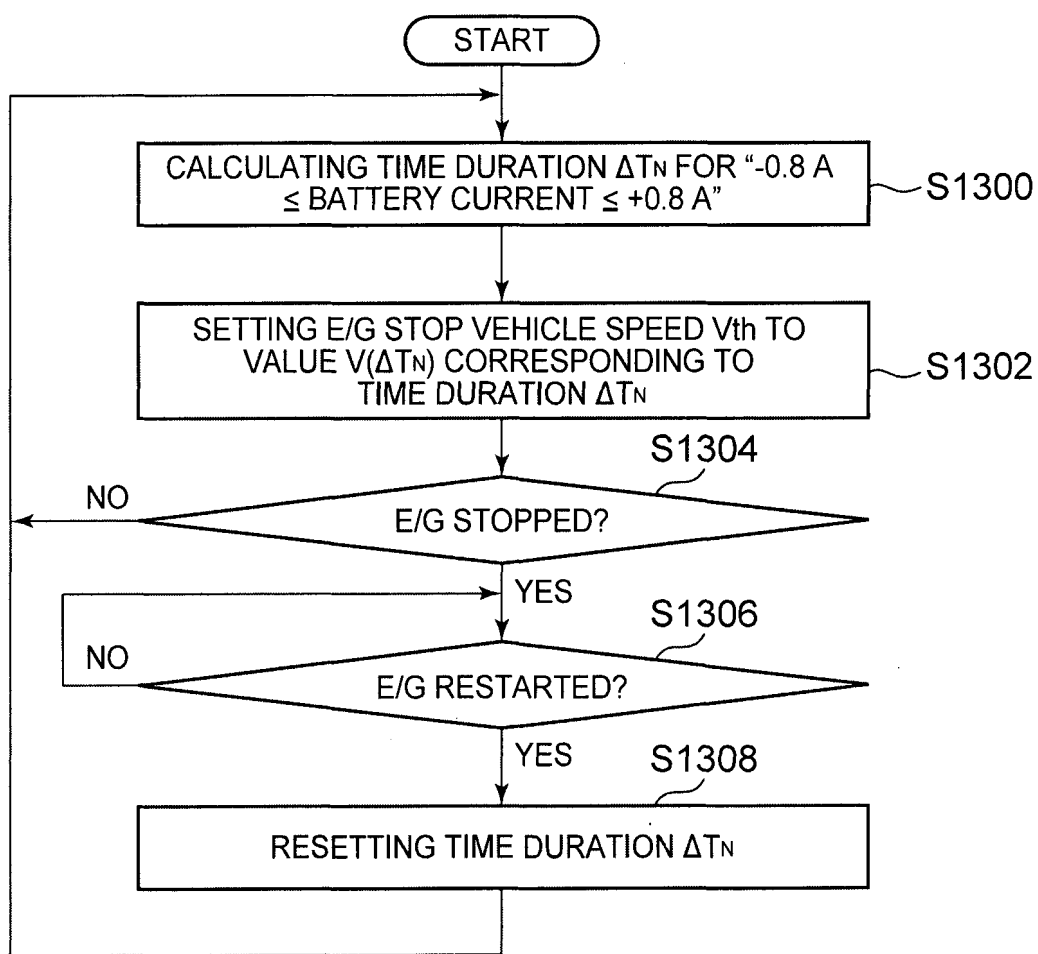 START
CALCULATING TIME DURATION ΔTN FOR “-0.8 A
≤ BATTERY CURRENT ≤ +0.8 A”
S1300
SETTING E/G STOP VEHICLE SPEED Vth TO
VALUE V(ΔTN) CORRESPONDING TO
TIME DURATION ΔTN
S1302
S1304
NO
E/G STOPPED?
YES
S1306
NO
E/G RESTARTED?
YES
S1308
RESETTING TIME DURATION ΔTN